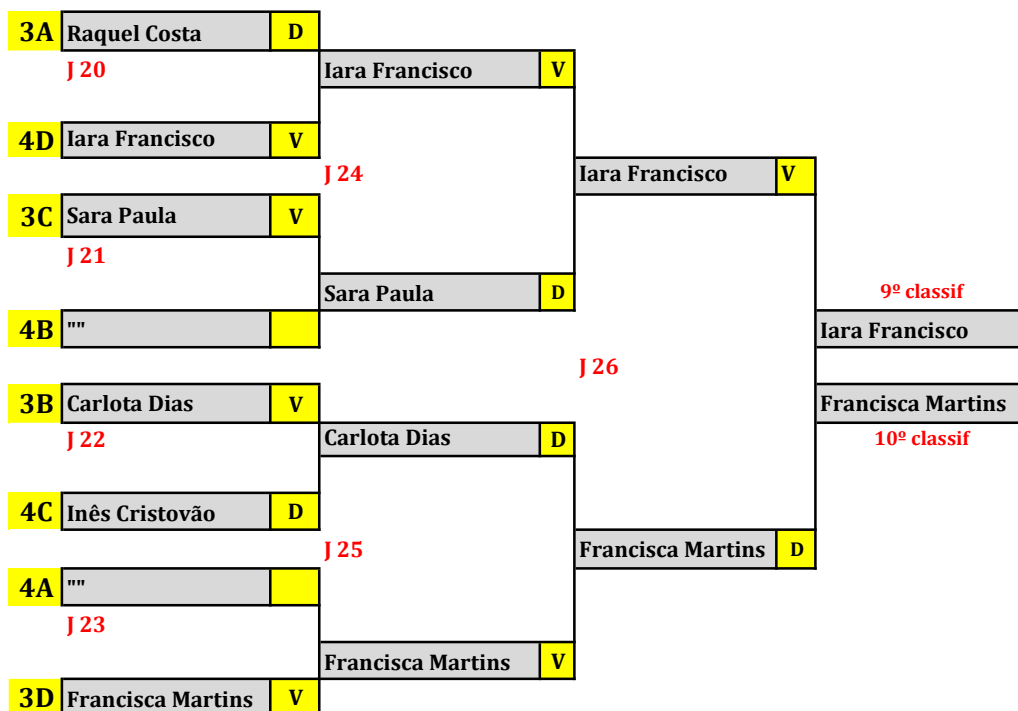 3A Raquel Costa D
J 20
Iara Francisco V
4D Iara Francisco V
J 24
Iara Francisco V
3C Sara Paula V
J 21
Sara Paula D
9º classif
4B ""
Iara Francisco
J 26
3B Carlota Dias V
Francisca Martins
J 22
Carlota Dias D
10º classif
4C Inês Cristovão D
J 25
Francisca Martins D
4A ""
J 23
Francisca Martins V
3D Francisca Martins V